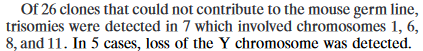 Of 26 clones that could not contribute to the mouse germ line,
trisomies were detected in 7 which involved chromosomes 1, 6,
8, and 11. In 5 cases, loss of the Y chromosome was detected.